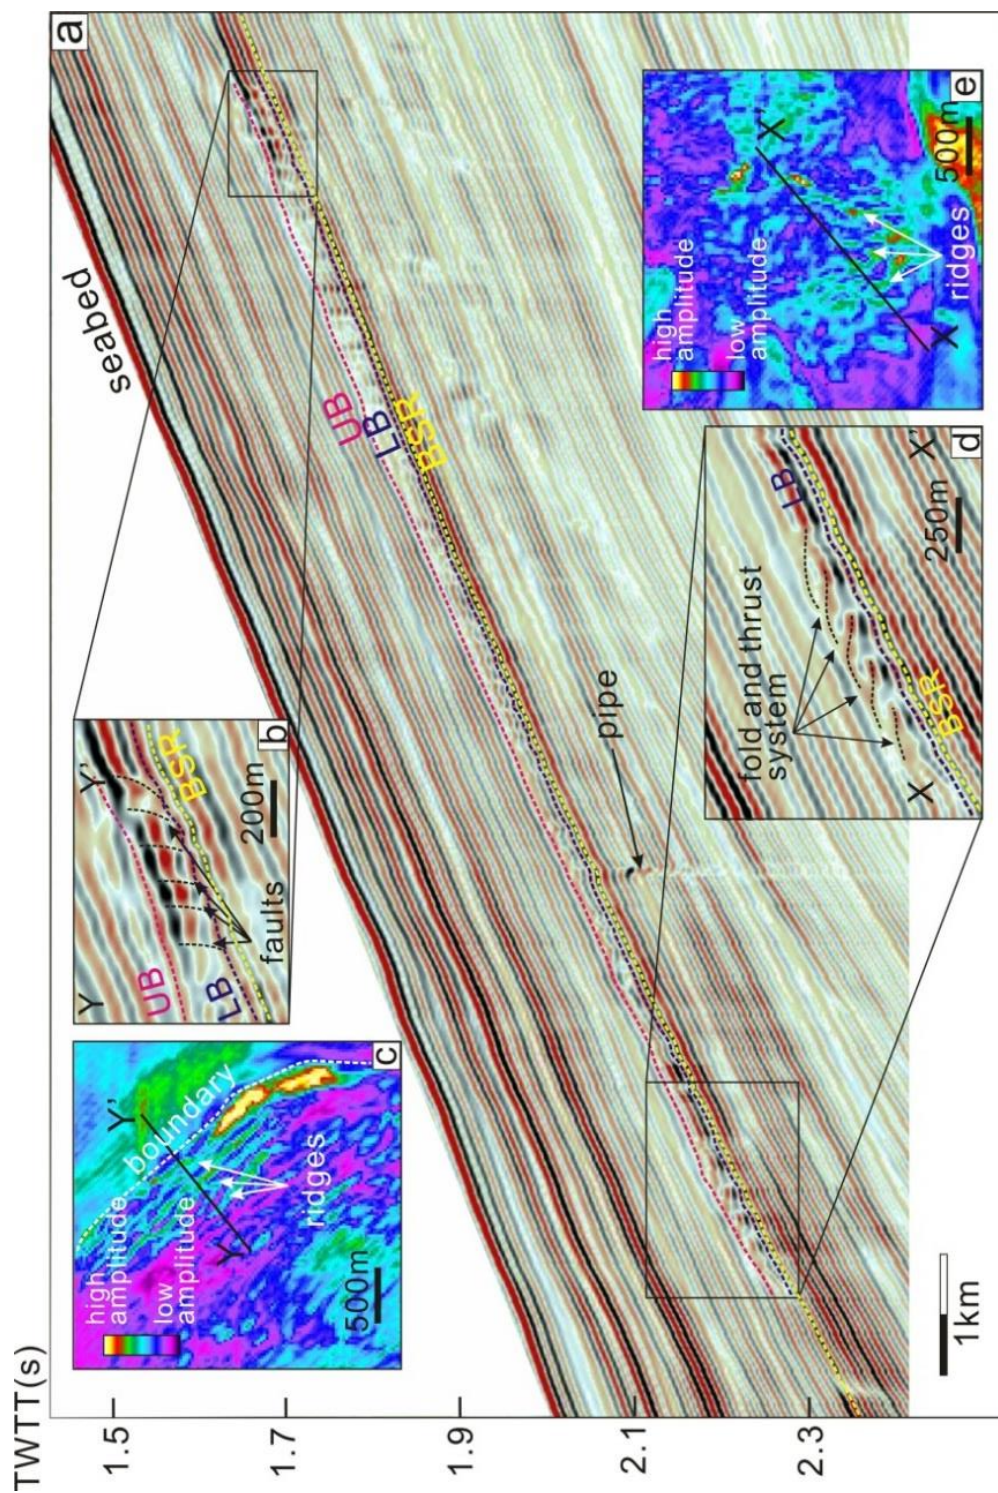 TWTT(s)
1.5
1.7
1.9
2.1
2.3
a
seabed
UB
LB
BSR
pipe
1km
c
high
amplitude
low
amplitude
boundary
Y
Y'
ridges
500m
b
Y
Y'
UB
LB
BSR
faults
200m
d
fold and thrust
system
X
X'
LB
BSR
250m
e
high
amplitude
low
amplitude
X
X'
ridges
500m